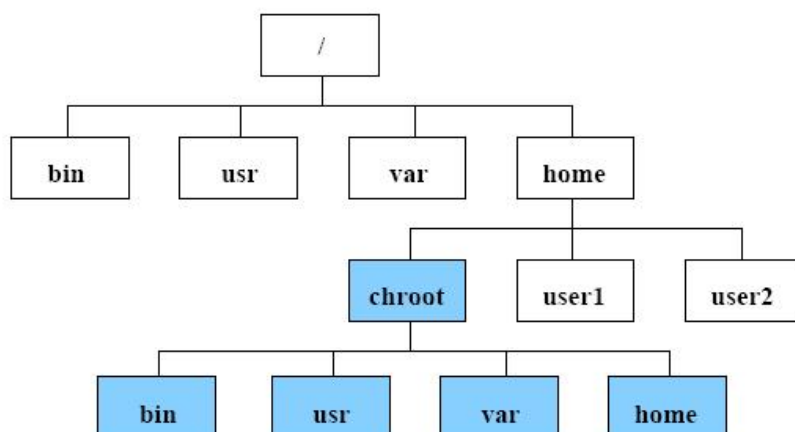 /
bin usr var home
chroot user1 user2
bin usr var home